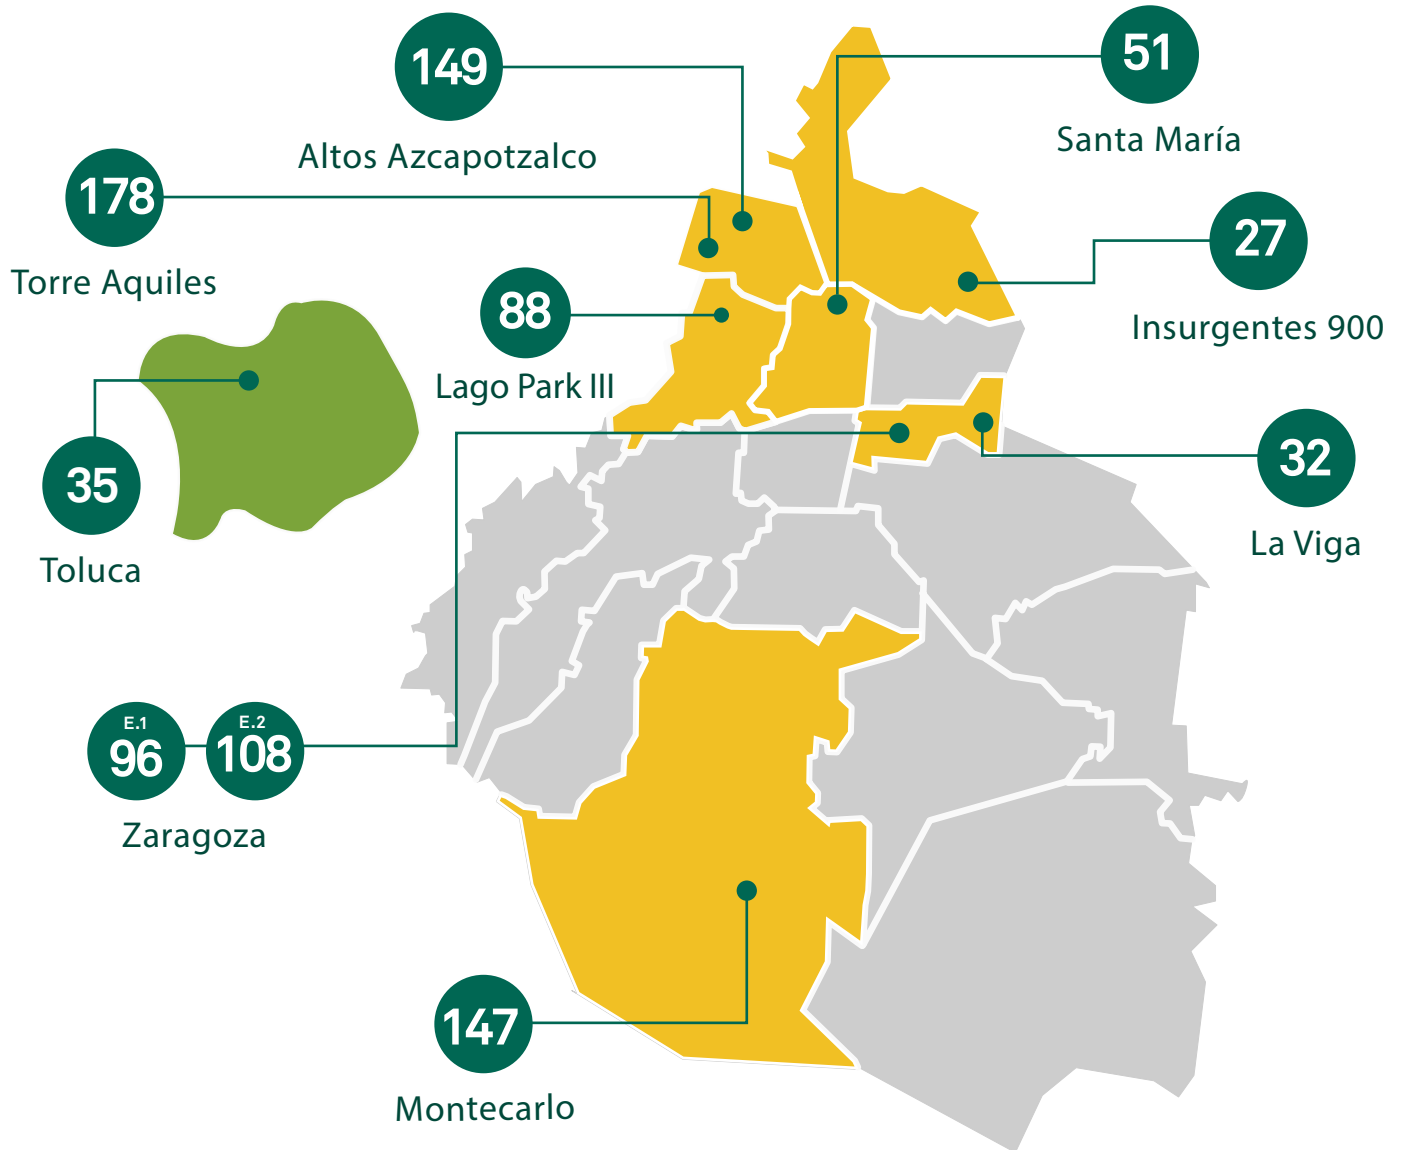 149
Altos Azcapotzalco
51
Santa María
178
Torre Aquiles
27
Insurgentes 900
88
Lago Park III
35
Toluca
32
La Viga
E.1
96
E.2
108
Zaragoza
147
Montecarlo